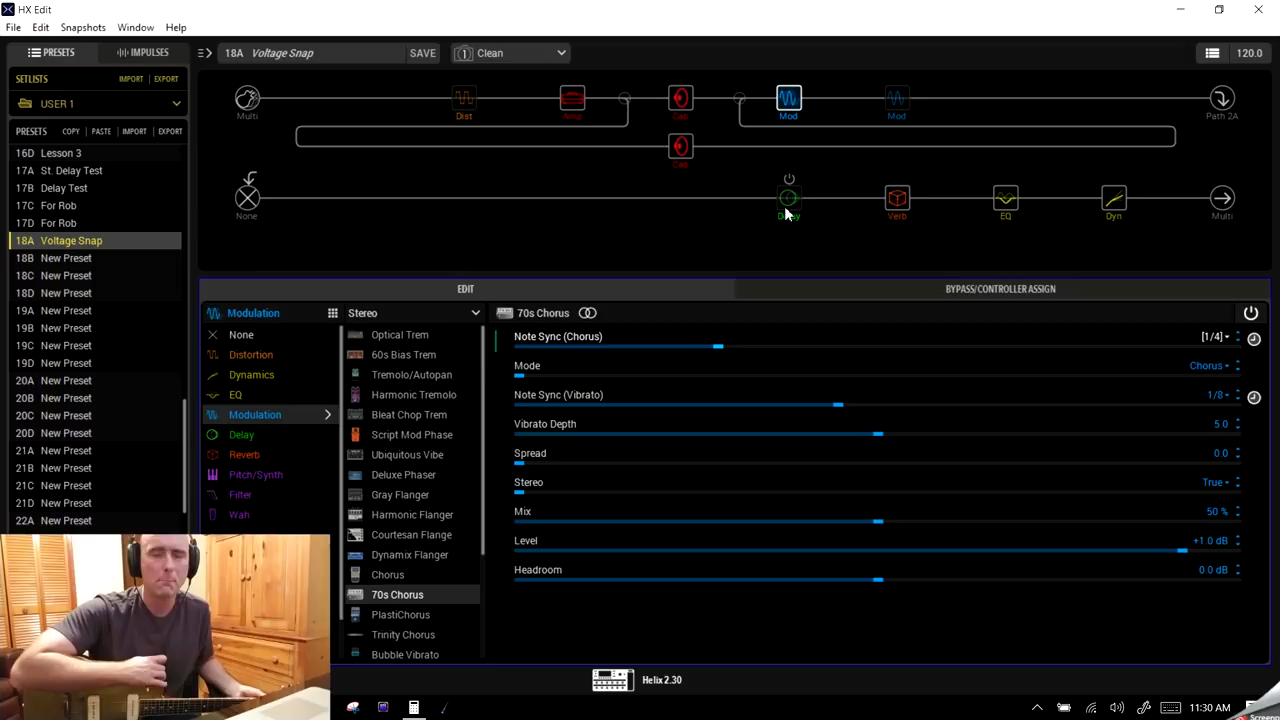 HX Edit
File Edit Snapshots Window Help
PRESETS IMPULSES
18A Voltage Snap SAVE 1 Clean 120.0
SETLISTS IMPORT EXPORT
USER 1
PRESETS COPY PASTE IMPORT EXPORT
16D Lesson 3
17A St. Delay Test
17B Delay Test
17C For Rob
17D For Rob
18A Voltage Snap
18B New Preset
18C New Preset
18D New Preset
19A New Preset
19B New Preset
19C New Preset
19D New Preset
20A New Preset
20B New Preset
20C New Preset
20D New Preset
21A New Preset
21B New Preset
21C New Preset
21D New Preset
22A New Preset
Multi Dist Amp Cab Mod Mod Path 2A
Cab
None Delay Verb EQ Dyn Multi
EDIT BYPASS/CONTROLLER ASSIGN
Modulation Stereo 70s Chorus
None
Distortion
Dynamics
EQ
Modulation
Delay
Reverb
Pitch/Synth
Filter
Wah
Optical Trem
60s Bias Trem
Tremolo/Autopan
Harmonic Tremolo
Bleat Chop Trem
Script Mod Phase
Ubiquitous Vibe
Deluxe Phaser
Gray Flanger
Harmonic Flanger
Courtesan Flange
Dynamix Flanger
Chorus
70s Chorus
PlastiChorus
Trinity Chorus
Bubble Vibrato
Note Sync (Chorus) [1/4]
Mode Chorus
Note Sync (Vibrato) 1/8
Vibrato Depth 5.0
Spread 0.0
Stereo True
Mix 50 %
Level +1.0 dB
Headroom 0.0 dB
Helix 2.30
11:30 AM